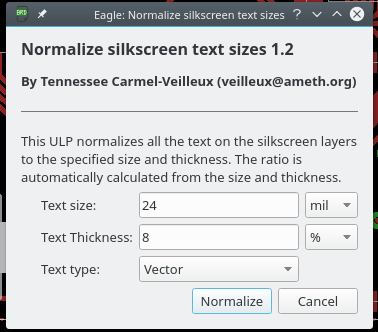 BRD
Eagle: Normalize silkscreen text sizes
Normalize silkscreen text sizes 1.2
By Tennessee Carmel-Veilleux (veilleux@ameth.org)
This ULP normalizes all the text on the silkscreen layers
to the specified size and thickness. The ratio is
automatically calculated from the size and thickness.
Text size: 24 mil
Text Thickness: 8 %
Text type: Vector
Normalize Cancel